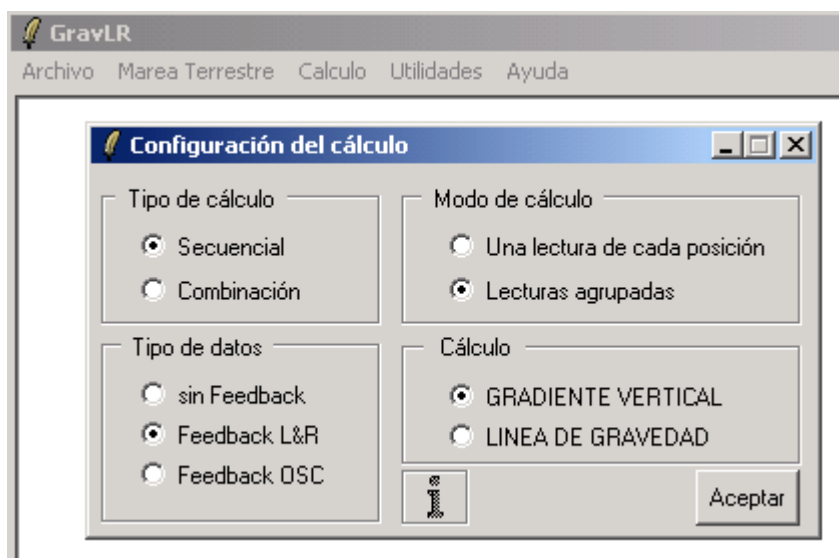 GravLR
Archivo Marea Terrestre Calculo Utilidades Ayuda
Configuración del cálculo
Tipo de cálculo
Secuencial
Combinación
Modo de cálculo
Una lectura de cada posición
Lecturas agrupadas
Tipo de datos
sin Feedback
Feedback L&R
Feedback OSC
Cálculo
GRADIENTE VERTICAL
LINEA DE GRAVEDAD
i
Aceptar